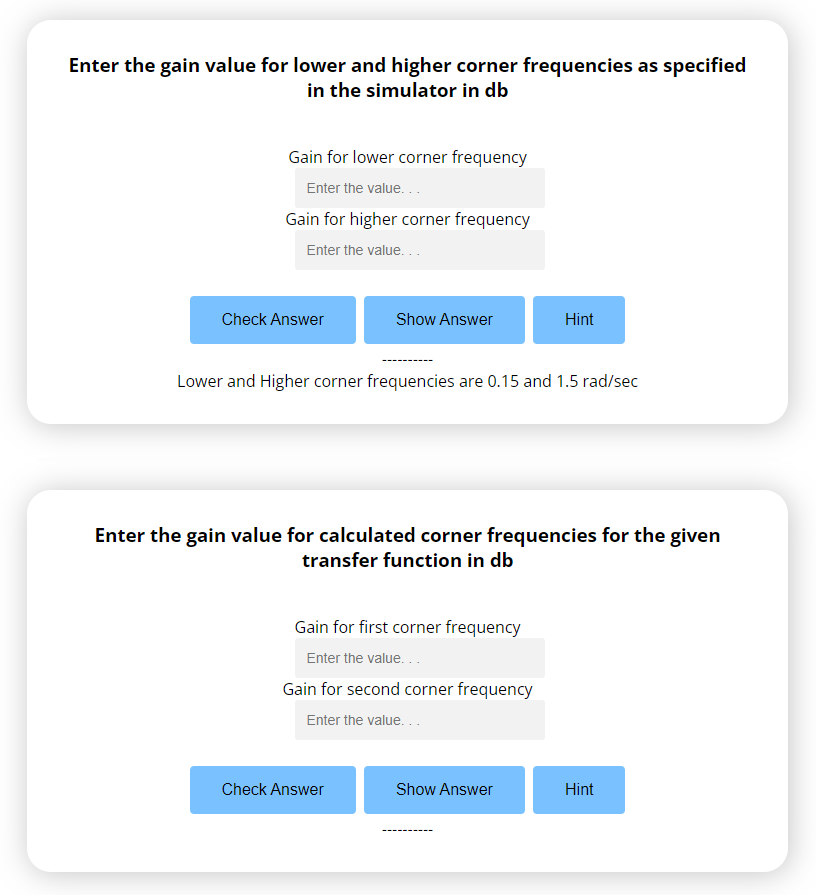 Enter the gain value for lower and higher corner frequencies as specified
in the simulator in db
Gain for lower corner frequency
Enter the value. . .
Gain for higher corner frequency
Enter the value. . .
Check Answer Show Answer Hint
----------
Lower and Higher corner frequencies are 0.15 and 1.5 rad/sec
Enter the gain value for calculated corner frequencies for the given
transfer function in db
Gain for first corner frequency
Enter the value. . .
Gain for second corner frequency
Enter the value. . .
Check Answer Show Answer Hint
----------